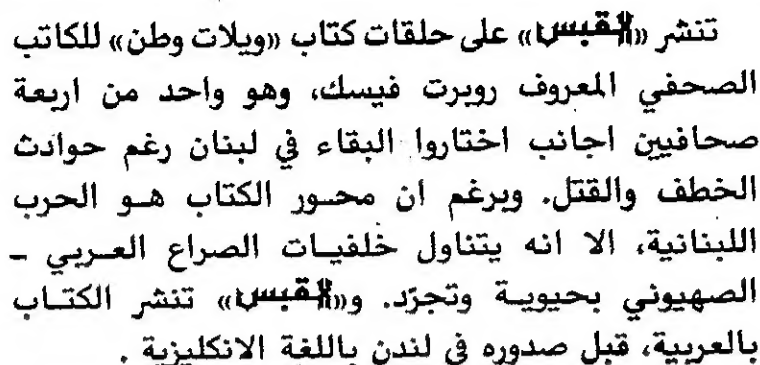 تنشر «القبس» على حلقات كتاب «ويلات وطن» للكاتب
الصحفي المعروف روبرت فيسك، وهو واحد من اربعة
صحافيين اجانب اختاروا البقاء في لبنان رغم حوادث
الخطف والقتل. وبرغم ان محور الكتاب هو الحرب
اللبنانية، الا انه يتناول خلفيات الصراع العربي –
الصهيوني بحيوية وتجرّد. و«القبس» تنشر الكتاب
بالعربية، قبل صدوره في لندن باللغة الانكليزية .